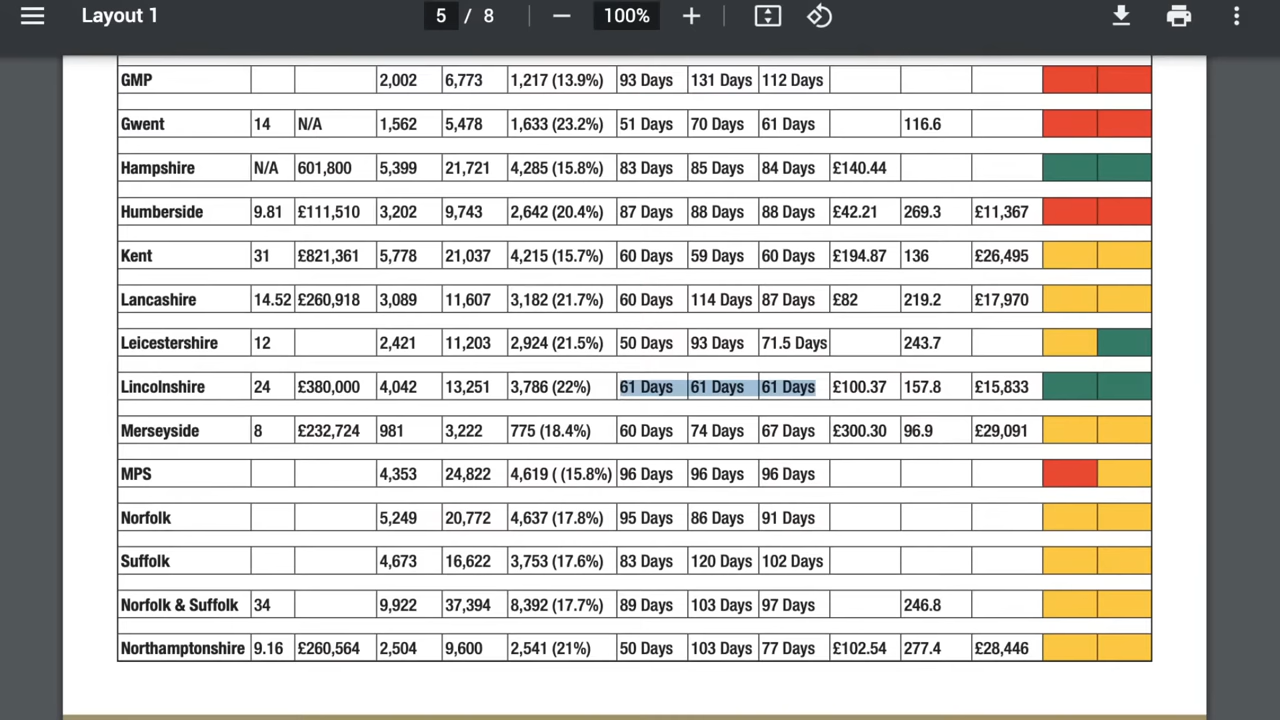 Layout 1 5 / 8 100%
GMP 2,002 6,773 1,217 (13.9%) 93 Days 131 Days 112 Days
Gwent 14 N/A 1,562 5,478 1,633 (23.2%) 51 Days 70 Days 61 Days 116.6
Hampshire N/A 601,800 5,399 21,721 4,285 (15.8%) 83 Days 85 Days 84 Days £140.44
Humberside 9.81 £111,510 3,202 9,743 2,642 (20.4%) 87 Days 88 Days 88 Days £42.21 269.3 £11,367
Kent 31 £821,361 5,778 21,037 4,215 (15.7%) 60 Days 59 Days 60 Days £194.87 136 £26,495
Lancashire 14.52 £260,918 3,089 11,607 3,182 (21.7%) 60 Days 114 Days 87 Days £82 219.2 £17,970
Leicestershire 12 2,421 11,203 2,924 (21.5%) 50 Days 93 Days 71.5 Days 243.7
Lincolnshire 24 £380,000 4,042 13,251 3,786 (22%) 61 Days 61 Days 61 Days £100.37 157.8 £15,833
Merseyside 8 £232,724 981 3,222 775 (18.4%) 60 Days 74 Days 67 Days £300.30 96.9 £29,091
MPS 4,353 24,822 4,619 ( (15.8%) 96 Days 96 Days 96 Days
Norfolk 5,249 20,772 4,637 (17.8%) 95 Days 86 Days 91 Days
Suffolk 4,673 16,622 3,753 (17.6%) 83 Days 120 Days 102 Days
Norfolk & Suffolk 34 9,922 37,394 8,392 (17.7%) 89 Days 103 Days 97 Days 246.8
Northamptonshire 9.16 £260,564 2,504 9,600 2,541 (21%) 50 Days 103 Days 77 Days £102.54 277.4 £28,446